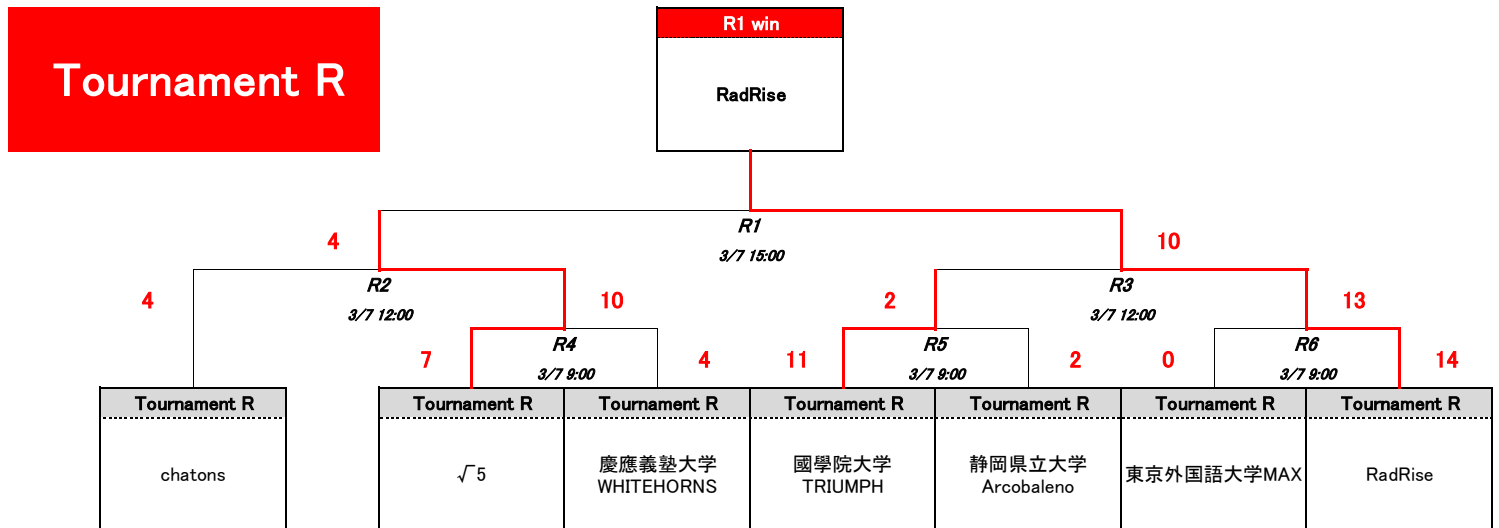 Tournament R
R1 win
RadRise
R1
3/7 15:00
4
10
R2
3/7 12:00
R3
3/7 12:00
4
10
2
13
R4
3/7 9:00
R5
3/7 9:00
R6
3/7 9:00
7
4
11
2
0
14
Tournament R
Tournament R
Tournament R
Tournament R
Tournament R
Tournament R
Tournament R
chatons
√5
慶應義塾大学
WHITEHORNS
國學院大学
TRIUMPH
静岡県立大学
Arcobaleno
東京外国語大学MAX
RadRise